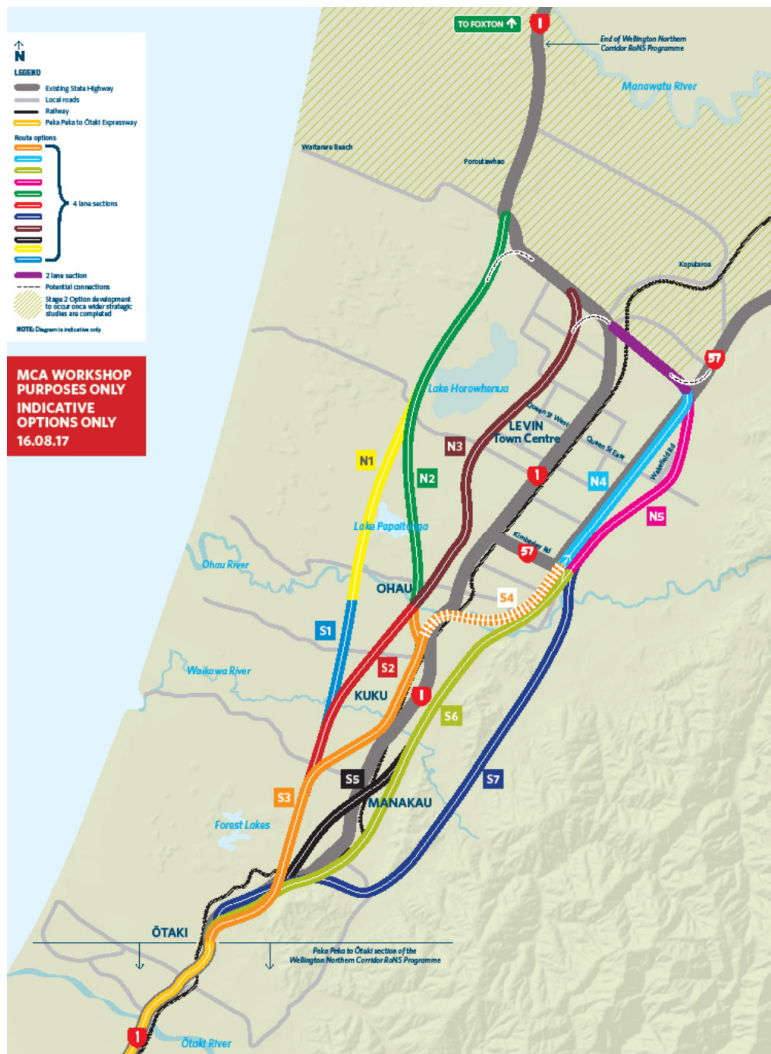 TO FOXTON
1
End of Wellington Northern
Corridor RoNS Programme
N
LEGEND
Existing State Highway
Local roads
Railway
Peka Peka to Ōtaki Expressway
Route options
4 lane sections
2 lane section
Potential connections
Stage 2 Option development
to occur once wider strategic
studies are completed
NOTE: Diagram is indicative only
MCA WORKSHOP
PURPOSES ONLY
INDICATIVE
OPTIONS ONLY
16.08.17
Manawatu River
Waitarere Beach
Poroutawhao
Koputaroa
57
Lake Horowhenua
Queen St West
LEVIN
Town Centre
Queen St East
Wakefield Rd
N1
N2
N3
1
N4
N5
Lake Papaitonga
Kimberley Rd
57
Ohau River
OHAU
S4
S1
S2
Waikawa River
KUKU
1
S6
S5
S7
S3
MANAKAU
Forest Lakes
ŌTAKI
Peka Peka to Ōtaki section of the
Wellington Northern Corridor RoNS Programme
1
Ōtaki River